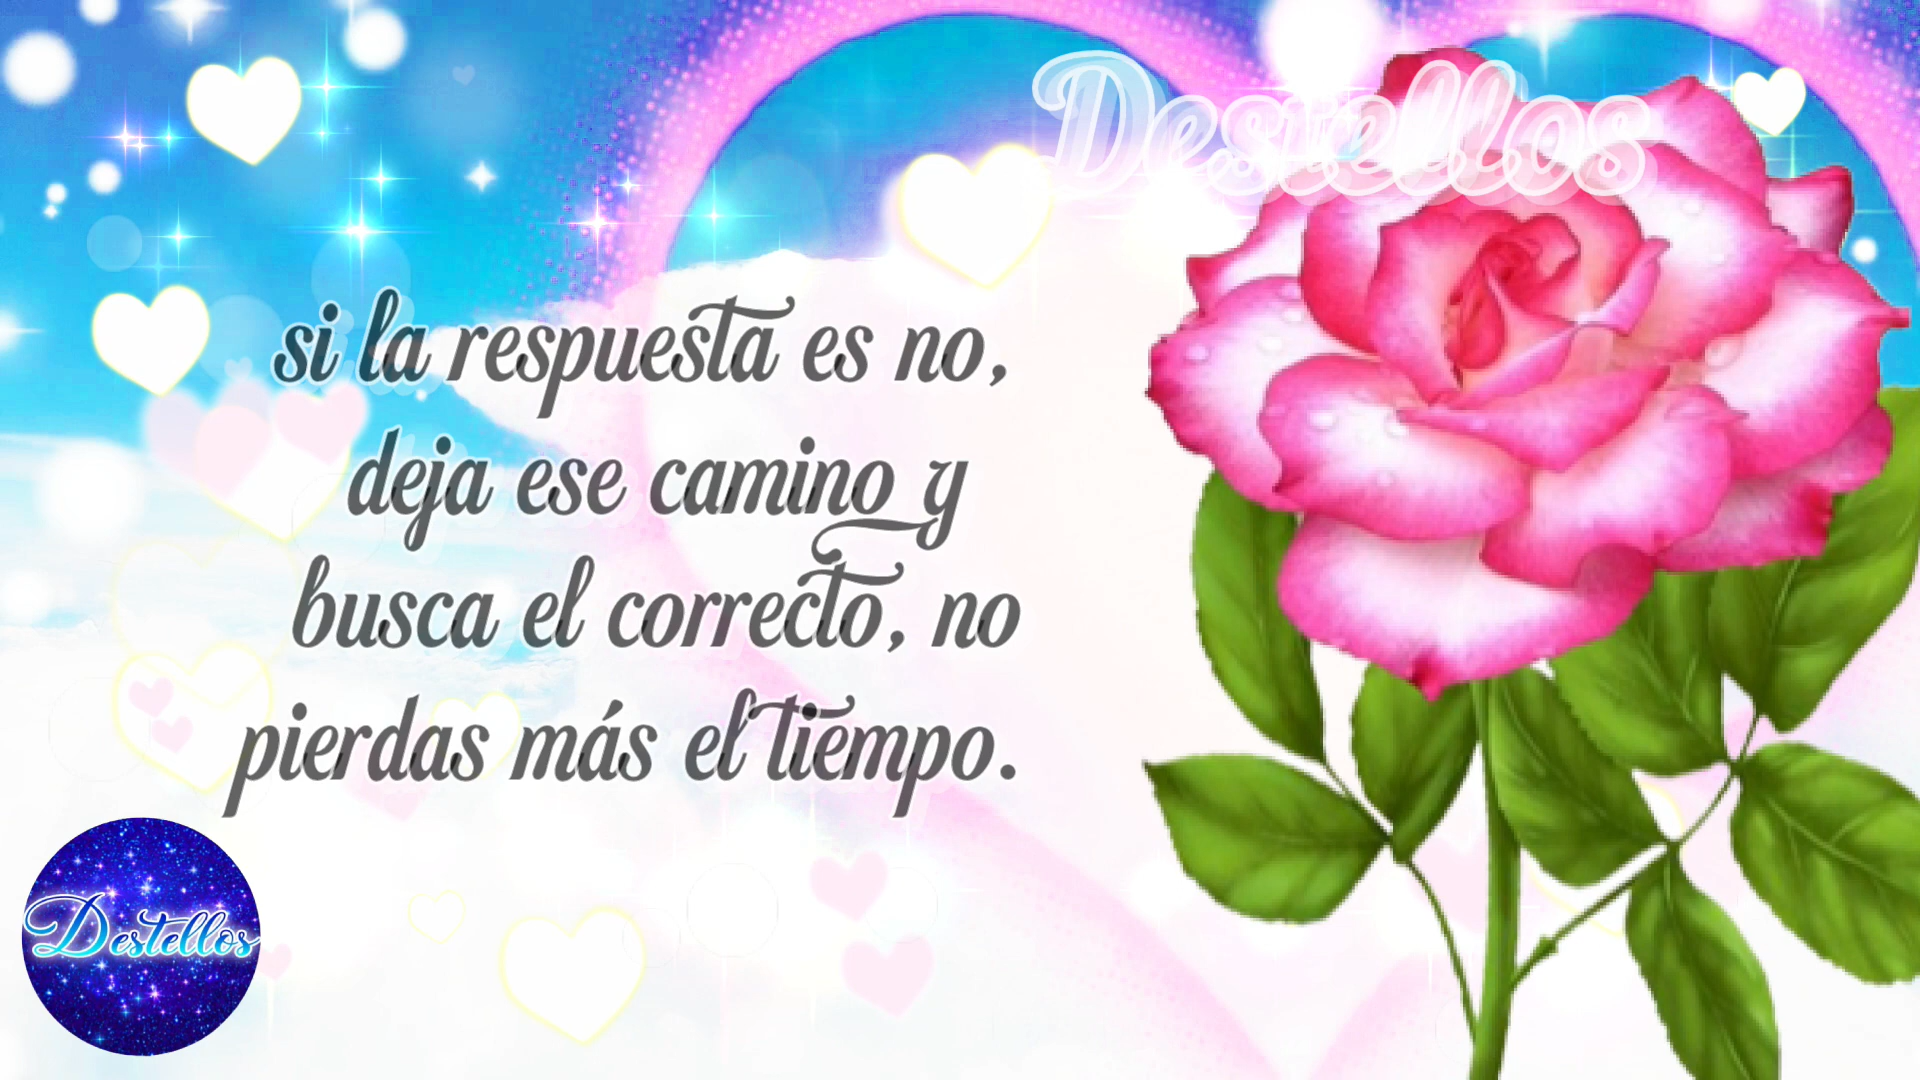 Destellos
si la respuesta es no,
deja ese camino y
busca el correcto, no
pierdas más el tiempo.
Destellos